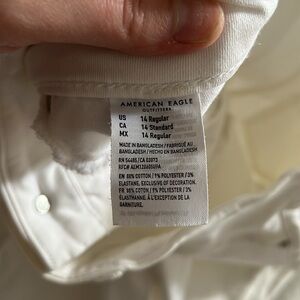 AMERICAN EAGLE
OUTFITTERS
US 14 Regular
CA 14 Standard
MX 14 Regular
MADE IN BANGLADESH / FABRIQUÉ AU
BANGLADESH / HECHO EN BANGLADESH
RN 54485 / CA 03073
EN 88% COTTON / 9% POLYESTER / 3%
ELASTANE. EXCLUSIVE OF DECORATION.
FR 88% COTON / 9% POLYESTER / 3%
ÉLASTHANNE. À L'EXCEPTION DE LA
GARNITURE.